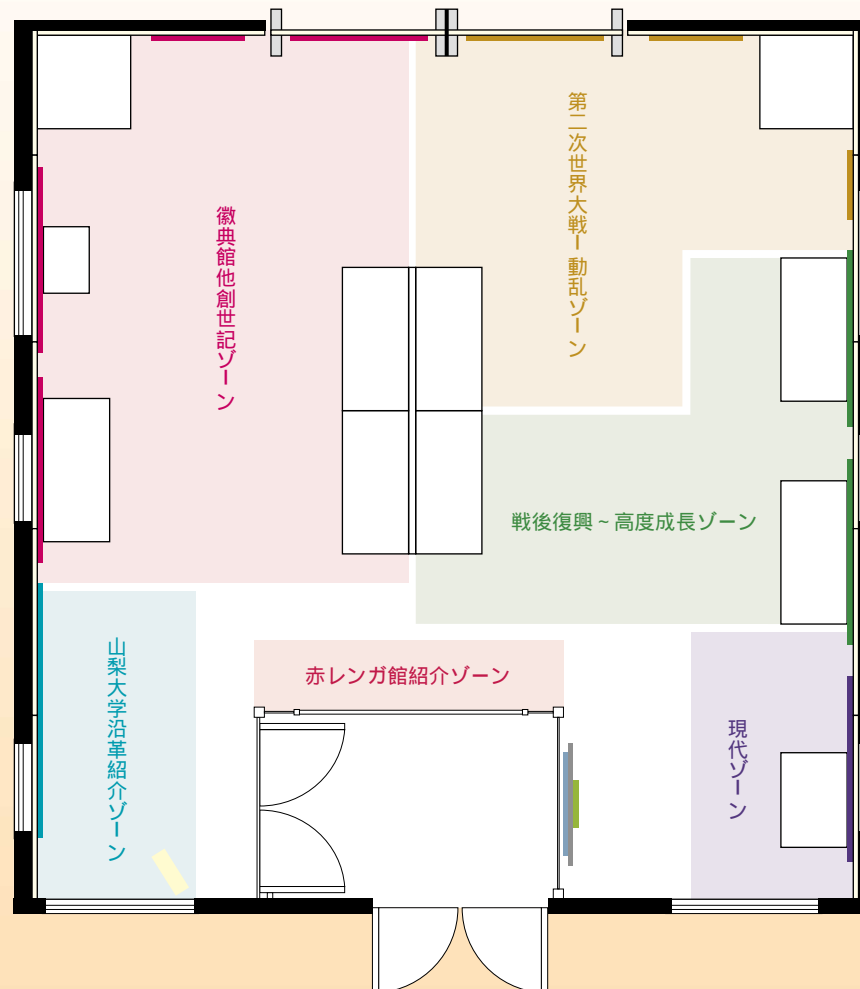 徽典館他創世記ゾーン
第二次世界大戦ー動乱ゾーン
戦後復興~高度成長ゾーン
赤レンガ館紹介ゾーン
山梨大学沿革紹介ゾーン
現代ゾーン